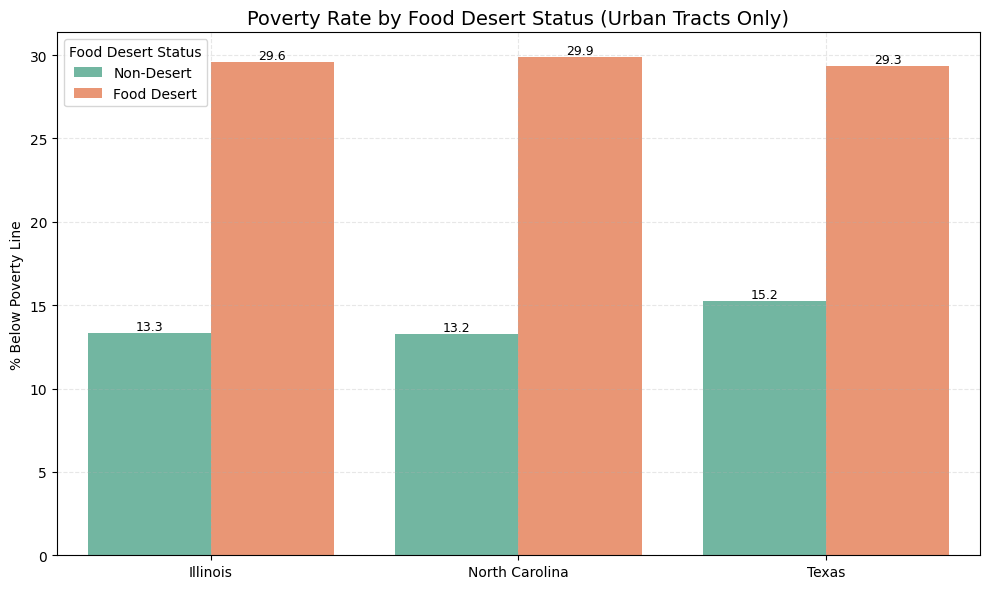 Poverty Rate by Food Desert Status (Urban Tracts Only)
Food Desert Status
Non-Desert
Food Desert
% Below Poverty Line
30
25
20
15
10
5
0
13.3
29.6
13.2
29.9
15.2
29.3
Illinois
North Carolina
Texas